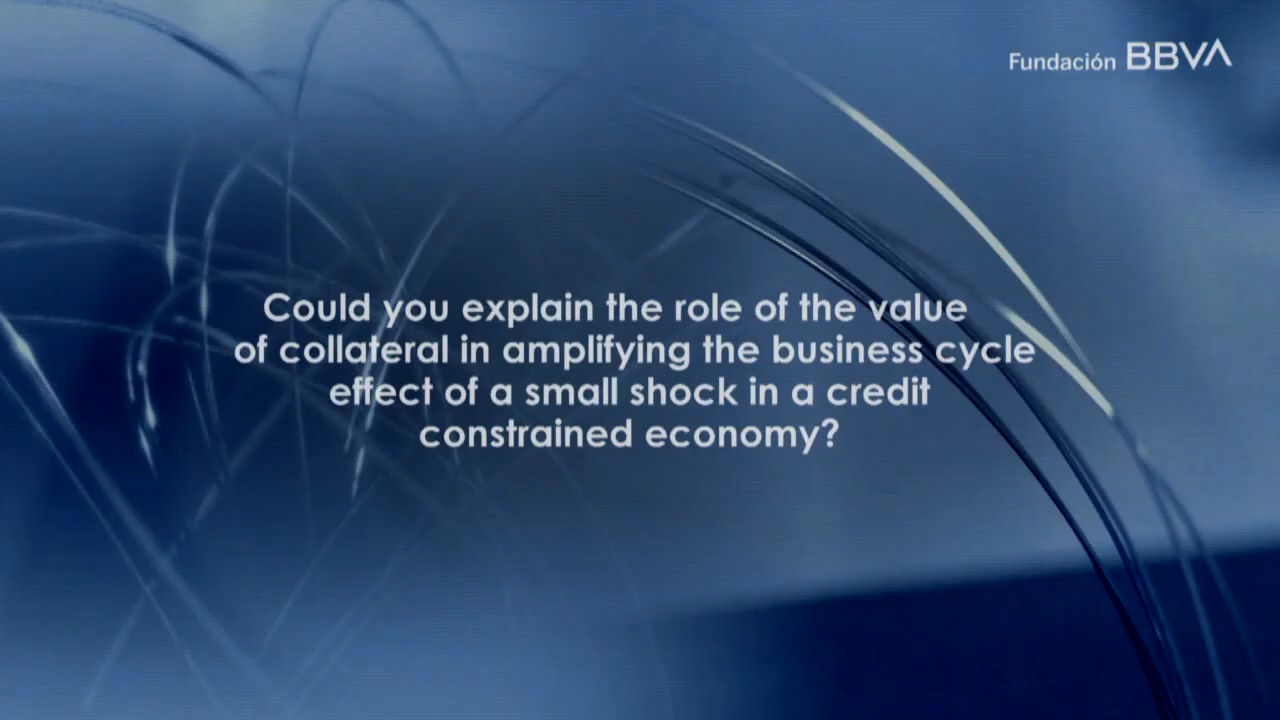 Fundación BBVA
Could you explain the role of the value
of collateral in amplifying the business cycle
effect of a small shock in a credit
constrained economy?